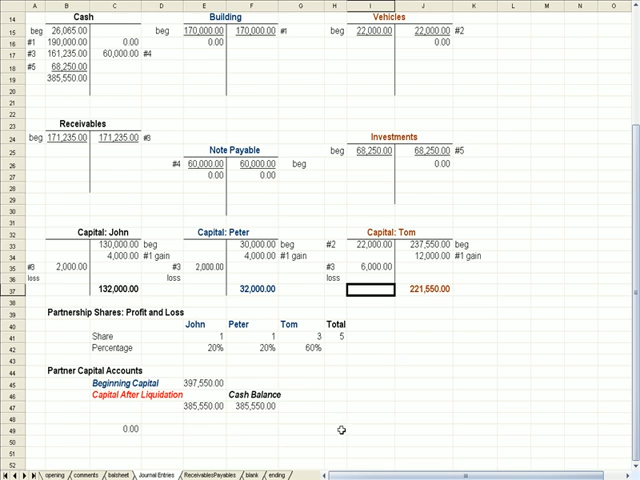 A B C D E F G H I J K L M N O
14 Cash Building Vehicles
15 beg 26,065.00 beg 170,000.00 170,000.00 #1 beg 22,000.00 22,000.00 #2
16 #1 190,000.00 0.00 0.00 0.00
17 #3 161,235.00 60,000.00 #4
18 #5 68,250.00
19 385,550.00
20
21
22
23 Receivables
24 beg 171,235.00 171,235.00 #3 Investments
25 Note Payable beg 68,250.00 68,250.00 #5
26 #4 60,000.00 60,000.00 beg 0.00
27 0.00 0.00
28
29
30
31
32 Capital: John Capital: Peter Capital: Tom
33 130,000.00 beg 30,000.00 beg #2 22,000.00 237,550.00 beg
34 4,000.00 #1 gain 4,000.00 #1 gain 12,000.00 #1 gain
35 #3 2,000.00 #3 2,000.00 #3 6,000.00
36 loss loss loss
37 132,000.00 32,000.00 221,550.00
38
39 Partnership Shares: Profit and Loss
40 John Peter Tom Total
41 Share 1 1 3 5
42 Percentage 20% 20% 60%
43
44 Partner Capital Accounts
45 Beginning Capital 397,550.00
46 Capital After Liquidation Cash Balance
47 385,550.00 385,550.00
48
49 0.00
50
51
52
opening comments balsheet Journal Entries ReceivablesPayables blank ending